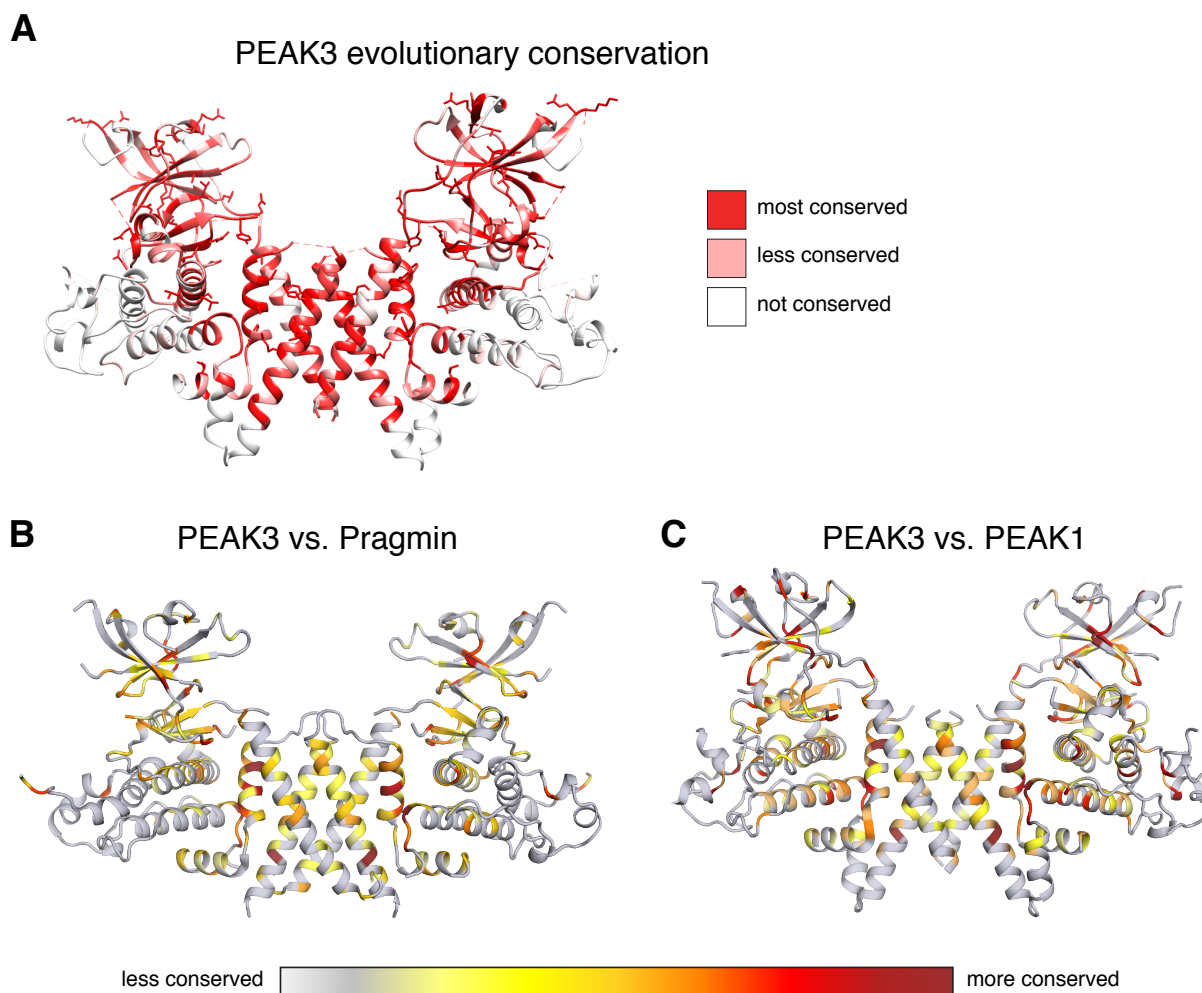 A
PEAK3 evolutionary conservation
most conserved
less conserved
not conserved
B
PEAK3 vs. Pragmin
C
PEAK3 vs. PEAK1
less conserved
more conserved